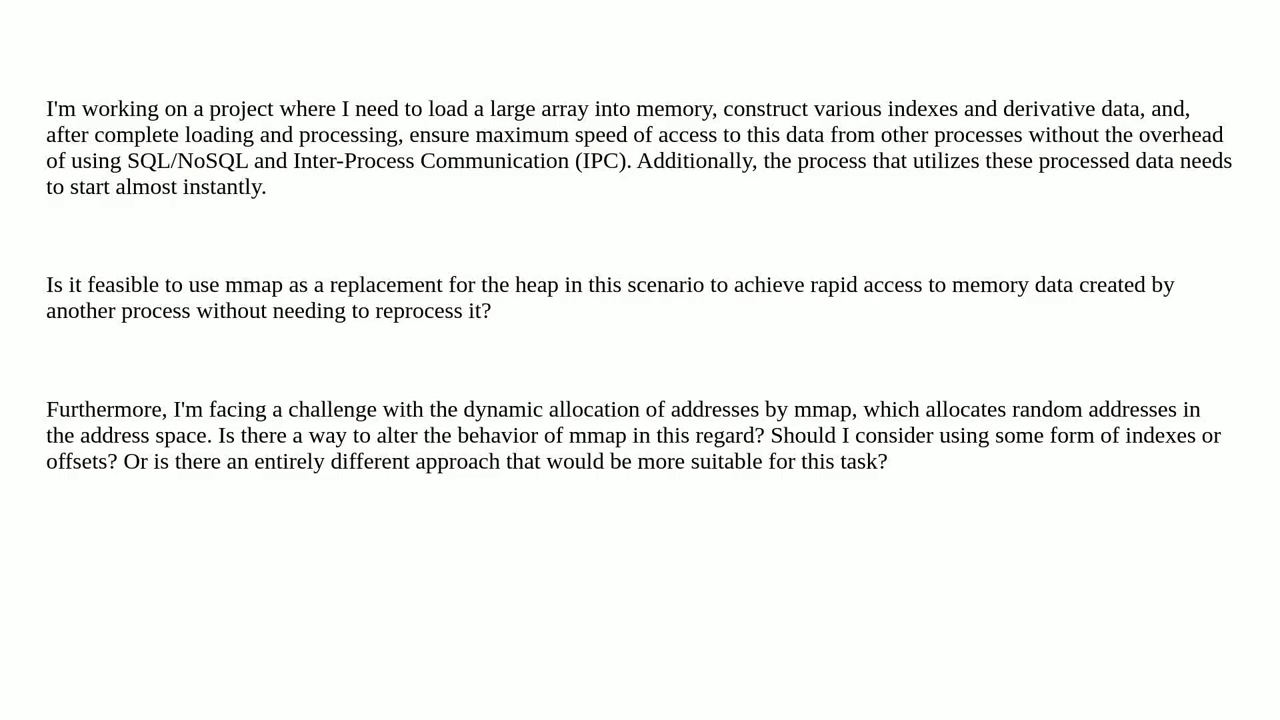 I'm working on a project where I need to load a large array into memory, construct various indexes and derivative data, and,
after complete loading and processing, ensure maximum speed of access to this data from other processes without the overhead
of using SQL/NoSQL and Inter-Process Communication (IPC). Additionally, the process that utilizes these processed data needs
to start almost instantly.
Is it feasible to use mmap as a replacement for the heap in this scenario to achieve rapid access to memory data created by
another process without needing to reprocess it?
Furthermore, I'm facing a challenge with the dynamic allocation of addresses by mmap, which allocates random addresses in
the address space. Is there a way to alter the behavior of mmap in this regard? Should I consider using some form of indexes or
offsets? Or is there an entirely different approach that would be more suitable for this task?